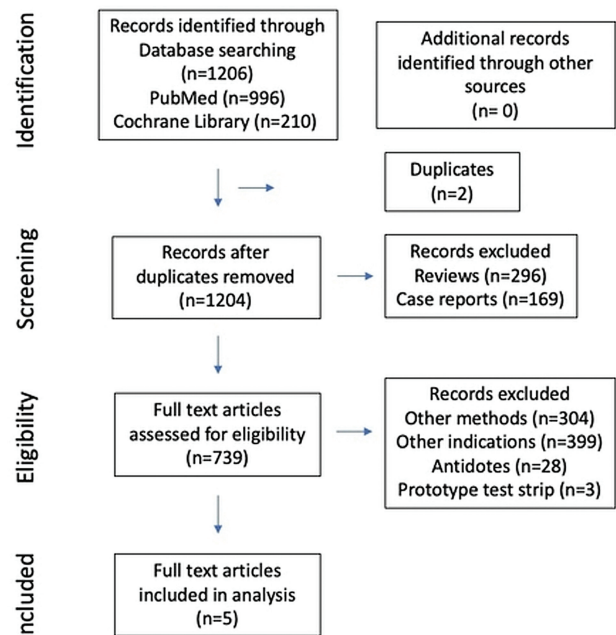 Identification
Records identified through
Database searching
(n=1206)
PubMed (n=996)
Cochrane Library (n=210)
Additional records
identified through other
sources
(n= 0)
Duplicates
(n=2)
Screening
Records after
duplicates removed
(n=1204)
Records excluded
Reviews (n=296)
Case reports (n=169)
Eligibility
Full text articles
assessed for eligibility
(n=739)
Records excluded
Other methods (n=304)
Other indications (n=399)
Antidotes (n=28)
Prototype test strip (n=3)
ncluded
Full text articles
included in analysis
(n=5)